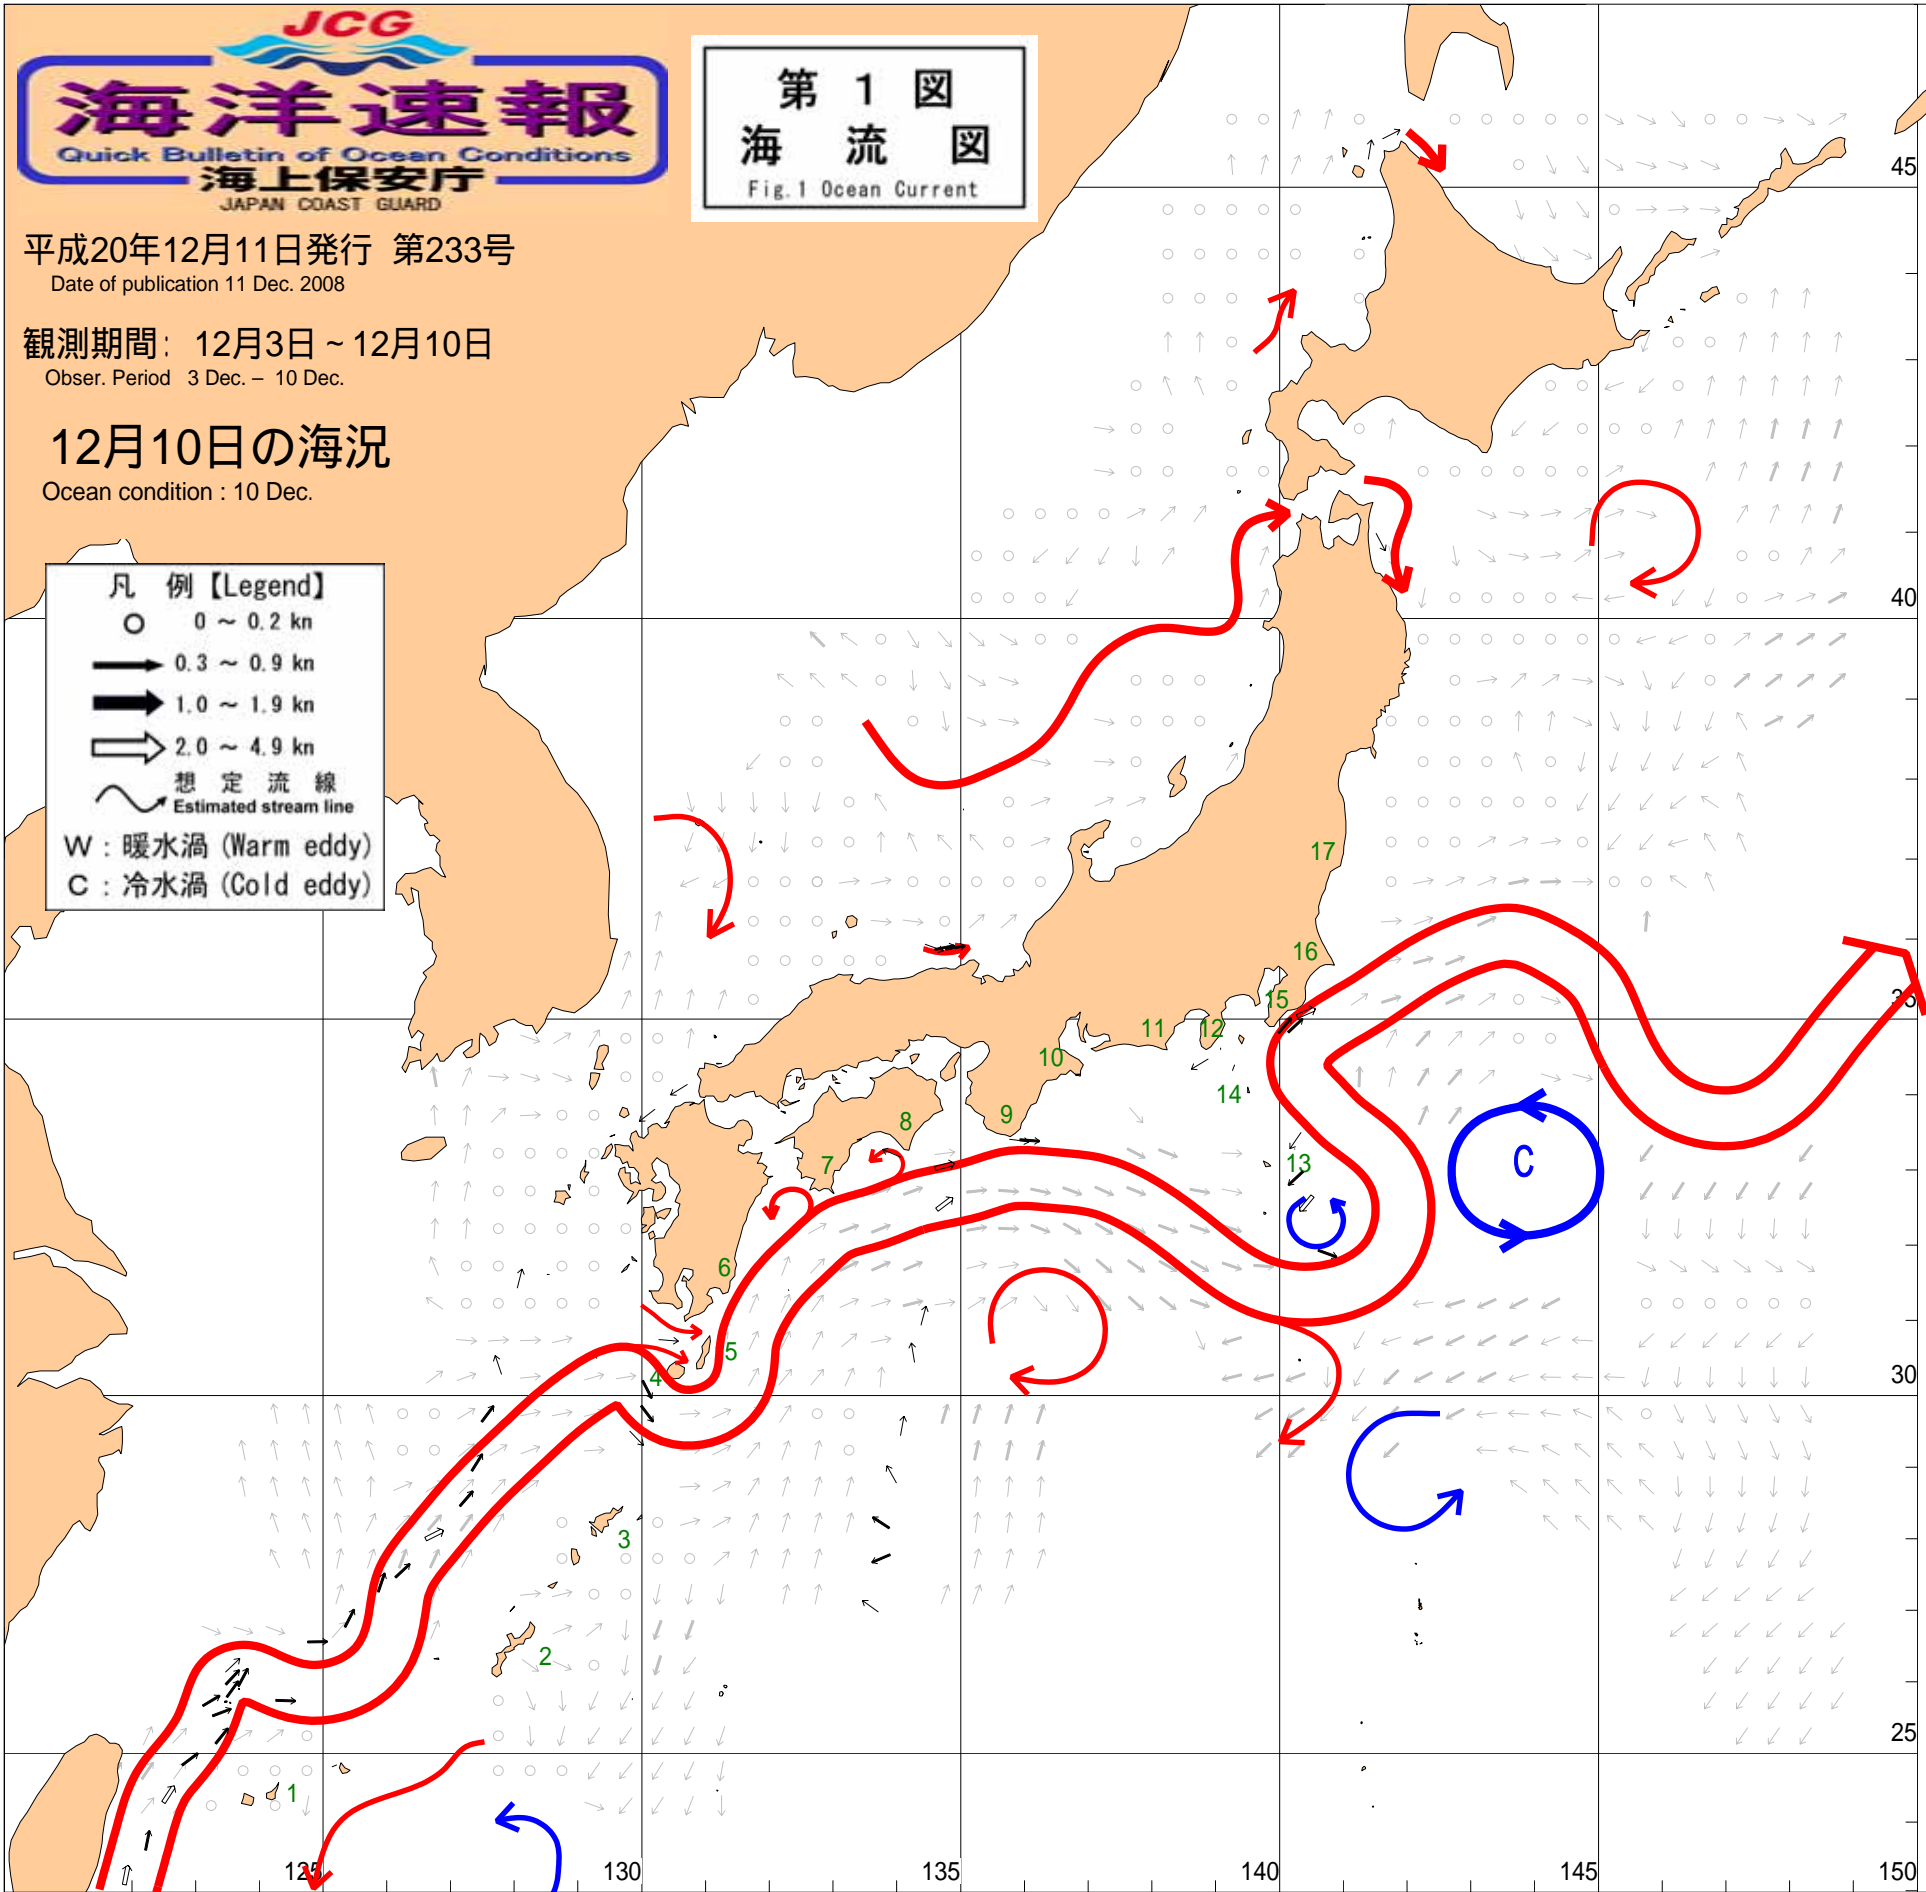 JCG
海洋速報
Quick Bulletin of Ocean Conditions
海上保安庁
JAPAN COAST GUARD
第 1 図
海 流 図
Fig.1 Ocean Current
平成20年12月11日発行 第233号
Date of publication 11 Dec. 2008
観測期間: 12月3日~12月10日
Obser. Period 3 Dec. – 10 Dec.
12月10日の海況
Ocean condition : 10 Dec.
凡 例【Legend】
0 ~ 0.2 kn
0.3 ~ 0.9 kn
1.0 ~ 1.9 kn
2.0 ~ 4.9 kn
想 定 流 線
Estimated stream line
W : 暖水渦 (Warm eddy)
C : 冷水渦 (Cold eddy)
45
40
17
16
15
35
11
12
10
14
9
8
7
13
C
6
5
4
30
3
2
25
1
125
130
135
140
145
150